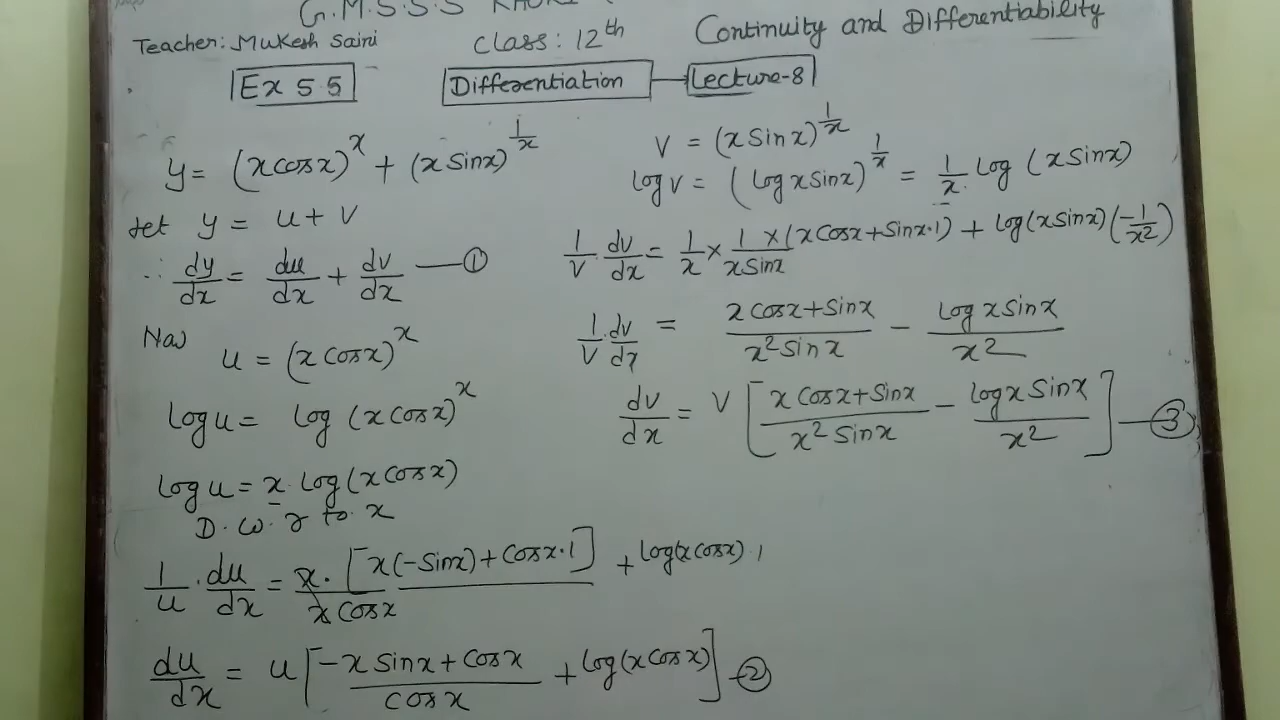 G.M.S.S.S
Teacher: Mukesh Saini Class: 12th Continuity and Differentiability
Ex 5 5 Differentiation Lecture-8
y = (x cos x)^x + (x sin x)^(1/x)
Let y = u + v
∴ dy/dx = du/dx + dv/dx — ①
Now
u = (x cos x)^x
log u = log (x cos x)^x
log u = x. log(x cos x)
D. w. r to x
1/u . du/dx = x. [x(-sin x) + cos x.1] / x cos x + log(x cos x) 1
du/dx = u [(-x sin x + cos x)/cos x + log(x cos x)] — ②
v = (x sin x)^(1/x)
log v = (log x sin x)^(1/x) = 1/x. log (x sin x)
1/v dv/dx = 1/x × 1/(x sin x) × (x cos x + sin x.1) + log(x sin x) (-1/x²)
1/v . dv/dx = (x cos x + sin x)/(x² sin x) - (log x sin x)/x²
dv/dx = v [(x cos x + sin x)/(x² sin x) - (log x sin x)/x²] — ③